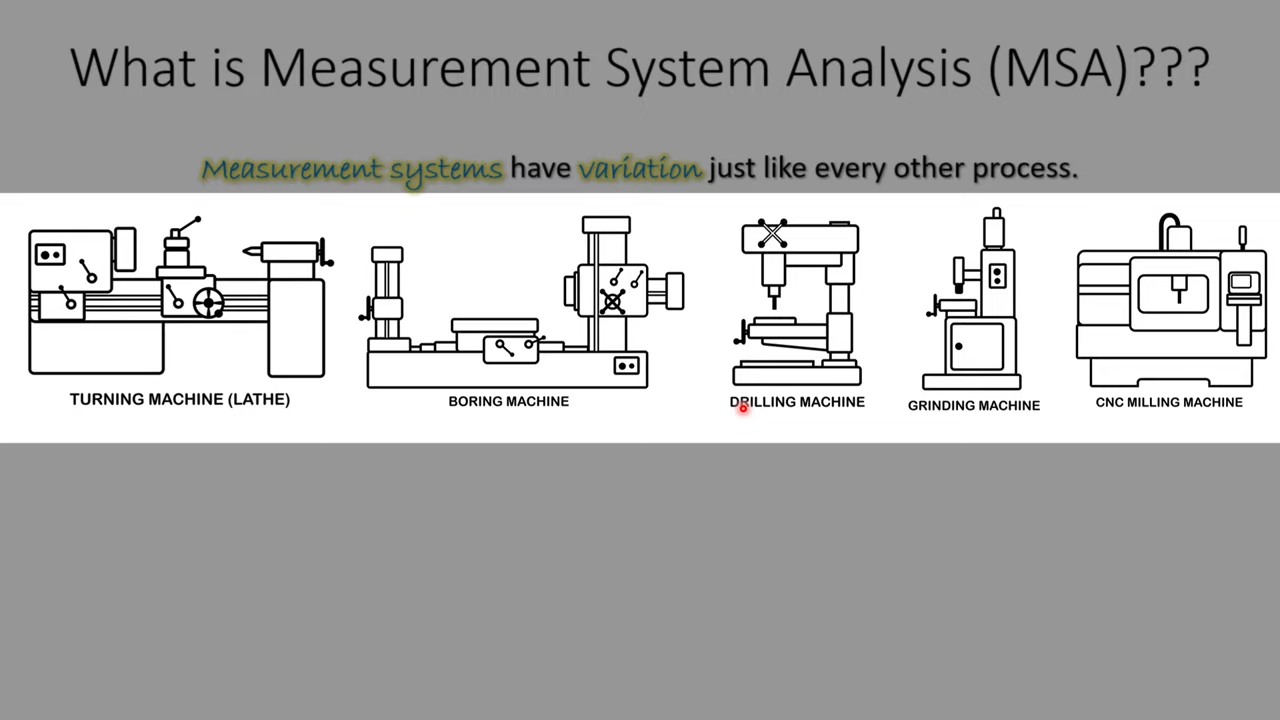 What is Measurement System Analysis (MSA)???
Measurement systems have variation just like every other process.
TURNING MACHINE (LATHE)
BORING MACHINE
DRILLING MACHINE
GRINDING MACHINE
CNC MILLING MACHINE